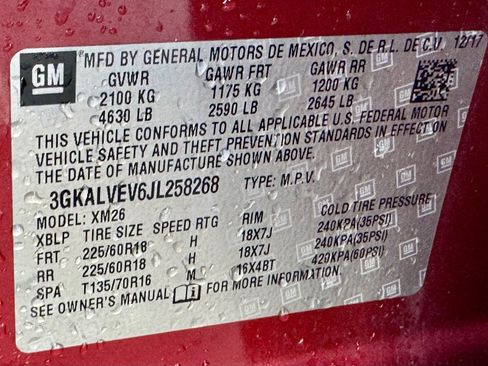 GM MFD BY GENERAL MOTORS DE MEXICO, S. DE R.L. DE C.V. 12/17
GVWR GAWR FRT GAWR RR
2100 KG 1175 KG 1200 KG
4630 LB 2590 LB 2645 LB
THIS VEHICLE CONFORMS TO ALL APPLICABLE U.S. FEDERAL MOTOR
VEHICLE SAFETY AND THEFT PREVENTION STANDARDS IN EFFECT ON
THE DATE OF MANUFACTURE SHOWN ABOVE.
3GKALVEV6JL258268 TYPE: M.P.V.
MODEL: XM26
XBLP TIRE SIZE SPEED RTG RIM COLD TIRE PRESSURE
FRT 225/60R18 H 18X7J 240KPA(35PSI)
RR 225/60R18 H 18X7J 240KPA(35PSI)
SPA T135/70R16 M 16X4BT 420KPA(60PSI)
SEE OWNER'S MANUAL FOR MORE INFORMATION.